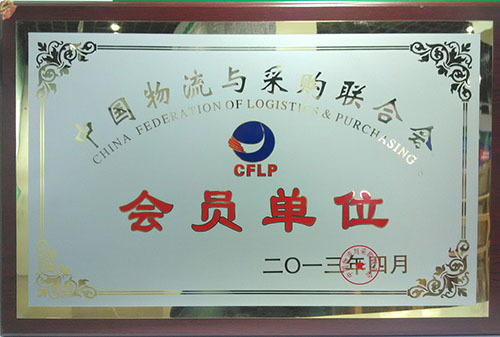 中国物流与采购联合会
CHINA FEDERATION OF LOGISTICS & PURCHASING
CFLP
会员单位
二〇一三年四月